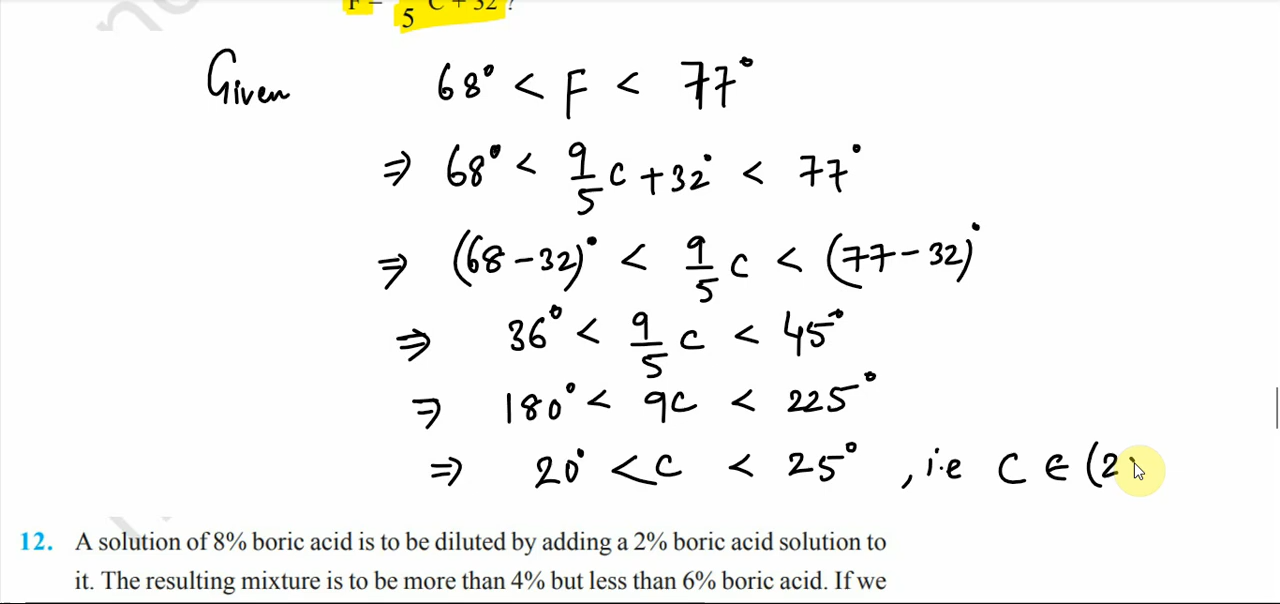 F = 9/5 C + 32 ?
Given 68° < F < 77°
⇒ 68° < 9/5 C + 32° < 77°
⇒ (68 - 32)° < 9/5 C < (77 - 32)°
⇒ 36° < 9/5 C < 45°
⇒ 180° < 9C < 225°
⇒ 20° < C < 25° , i.e C ∈ (2
12. A solution of 8% boric acid is to be diluted by adding a 2% boric acid solution to
it. The resulting mixture is to be more than 4% but less than 6% boric acid. If we